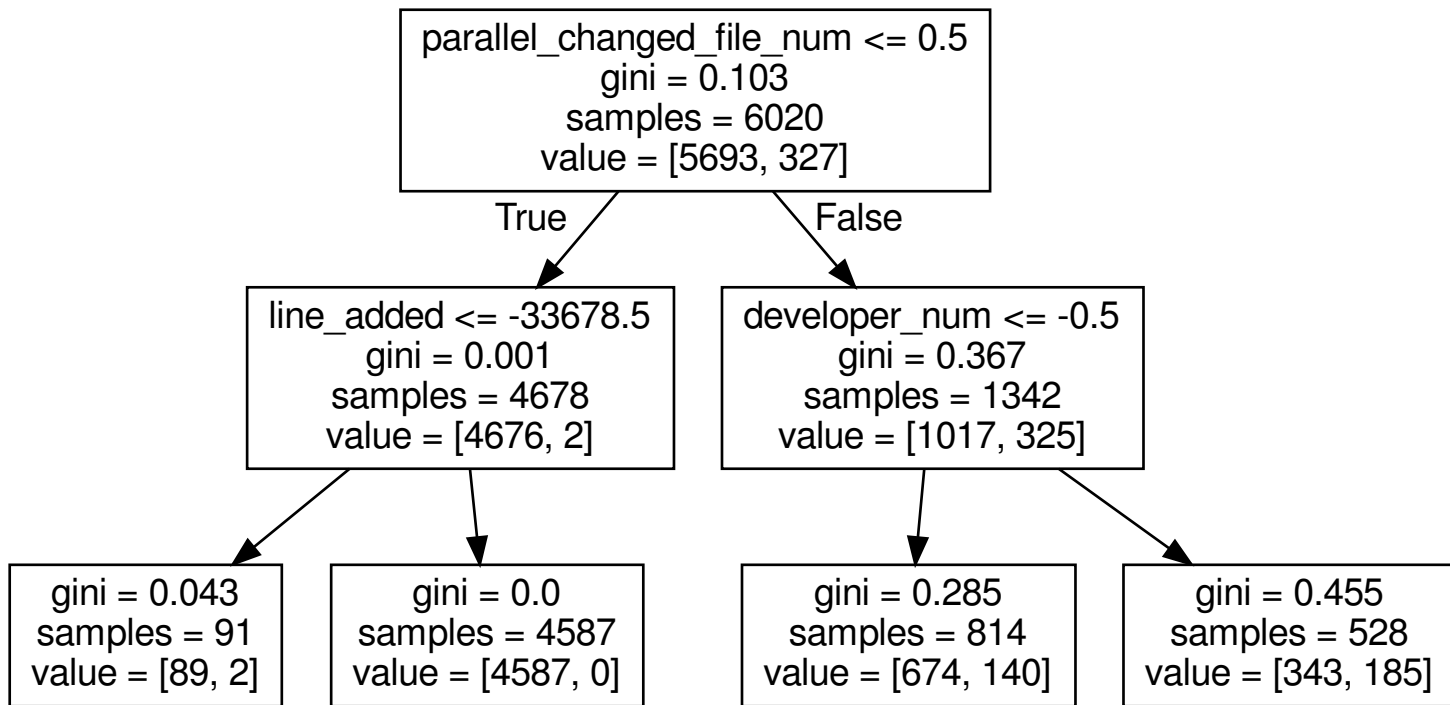 parallel_changed_file_num <= 0.5
gini = 0.103
samples = 6020
value = [5693, 327]
True
False
line_added <= -33678.5
gini = 0.001
samples = 4678
value = [4676, 2]
developer_num <= -0.5
gini = 0.367
samples = 1342
value = [1017, 325]
gini = 0.043
samples = 91
value = [89, 2]
gini = 0.0
samples = 4587
value = [4587, 0]
gini = 0.285
samples = 814
value = [674, 140]
gini = 0.455
samples = 528
value = [343, 185]